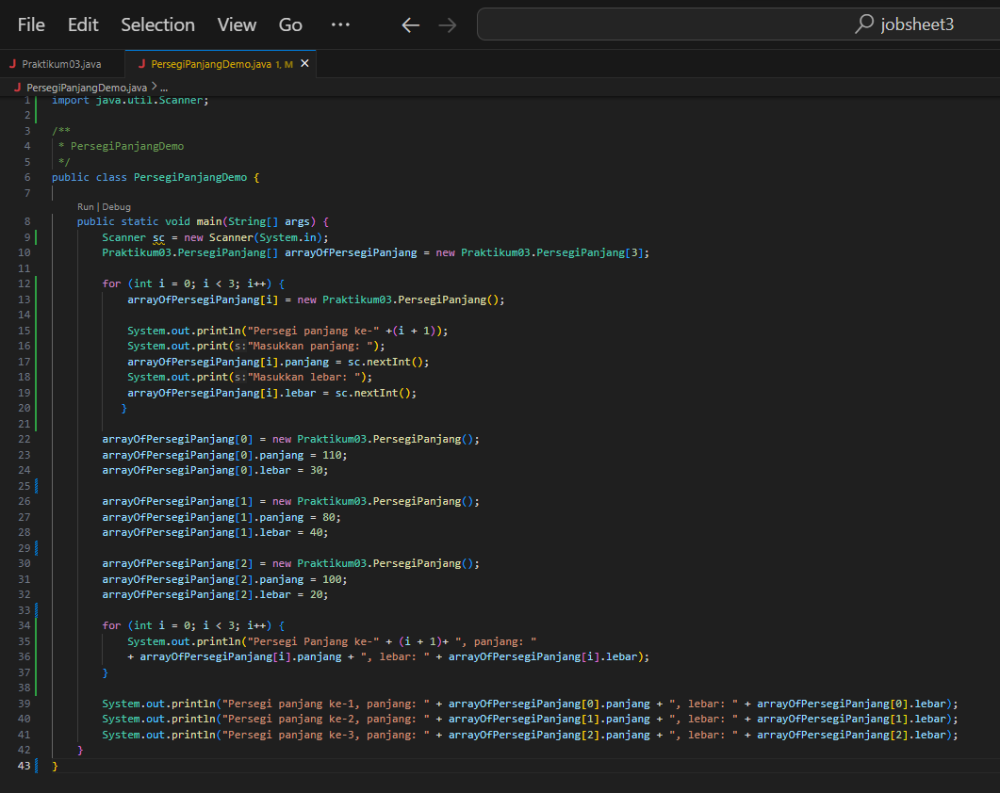 File Edit Selection View Go ··· ← → jobsheet3
J Praktikum03.java J PersegiPanjangDemo.java 1, M ×
J PersegiPanjangDemo.java > ...
1 import java.util.Scanner;
2
3 /**
4  * PersegiPanjangDemo
5  */
6 public class PersegiPanjangDemo {
7
Run | Debug
8     public static void main(String[] args) {
9         Scanner sc = new Scanner(System.in);
10         Praktikum03.PersegiPanjang[] arrayOfPersegiPanjang = new Praktikum03.PersegiPanjang[3];
11
12         for (int i = 0; i < 3; i++) {
13             arrayOfPersegiPanjang[i] = new Praktikum03.PersegiPanjang();
14
15             System.out.println("Persegi panjang ke-" +(i + 1));
16             System.out.print(s:"Masukkan panjang: ");
17             arrayOfPersegiPanjang[i].panjang = sc.nextInt();
18             System.out.print(s:"Masukkan lebar: ");
19             arrayOfPersegiPanjang[i].lebar = sc.nextInt();
20            }
21
22         arrayOfPersegiPanjang[0] = new Praktikum03.PersegiPanjang();
23         arrayOfPersegiPanjang[0].panjang = 110;
24         arrayOfPersegiPanjang[0].lebar = 30;
25
26         arrayOfPersegiPanjang[1] = new Praktikum03.PersegiPanjang();
27         arrayOfPersegiPanjang[1].panjang = 80;
28         arrayOfPersegiPanjang[1].lebar = 40;
29
30         arrayOfPersegiPanjang[2] = new Praktikum03.PersegiPanjang();
31         arrayOfPersegiPanjang[2].panjang = 100;
32         arrayOfPersegiPanjang[2].lebar = 20;
33
34         for (int i = 0; i < 3; i++) {
35             System.out.println("Persegi Panjang ke-" + (i + 1)+ ", panjang: "
36             + arrayOfPersegiPanjang[i].panjang + ", lebar: " + arrayOfPersegiPanjang[i].lebar);
37         }
38
39         System.out.println("Persegi panjang ke-1, panjang: " + arrayOfPersegiPanjang[0].panjang + ", lebar: " + arrayOfPersegiPanjang[0].lebar);
40         System.out.println("Persegi panjang ke-2, panjang: " + arrayOfPersegiPanjang[1].panjang + ", lebar: " + arrayOfPersegiPanjang[1].lebar);
41         System.out.println("Persegi panjang ke-3, panjang: " + arrayOfPersegiPanjang[2].panjang + ", lebar: " + arrayOfPersegiPanjang[2].lebar);
42     }
43 }